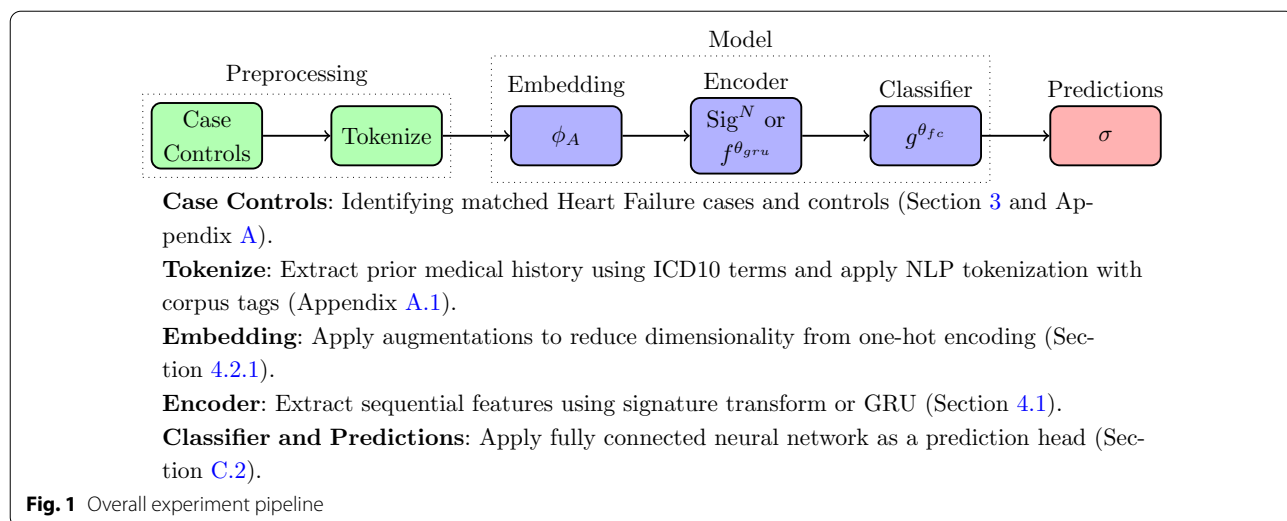 Model
Preprocessing
Embedding
Encoder
Classifier
Predictions
Case
Controls
Tokenize
ϕ_A
Sig^N or
f^{θ_{gru}}
g^{θ_{fc}}
σ
Case Controls: Identifying matched Heart Failure cases and controls (Section 3 and Ap-
pendix A).
Tokenize: Extract prior medical history using ICD10 terms and apply NLP tokenization with
corpus tags (Appendix A.1).
Embedding: Apply augmentations to reduce dimensionality from one-hot encoding (Sec-
tion 4.2.1).
Encoder: Extract sequential features using signature transform or GRU (Section 4.1).
Classifier and Predictions: Apply fully connected neural network as a prediction head (Sec-
tion C.2).
Fig. 1 Overall experiment pipeline